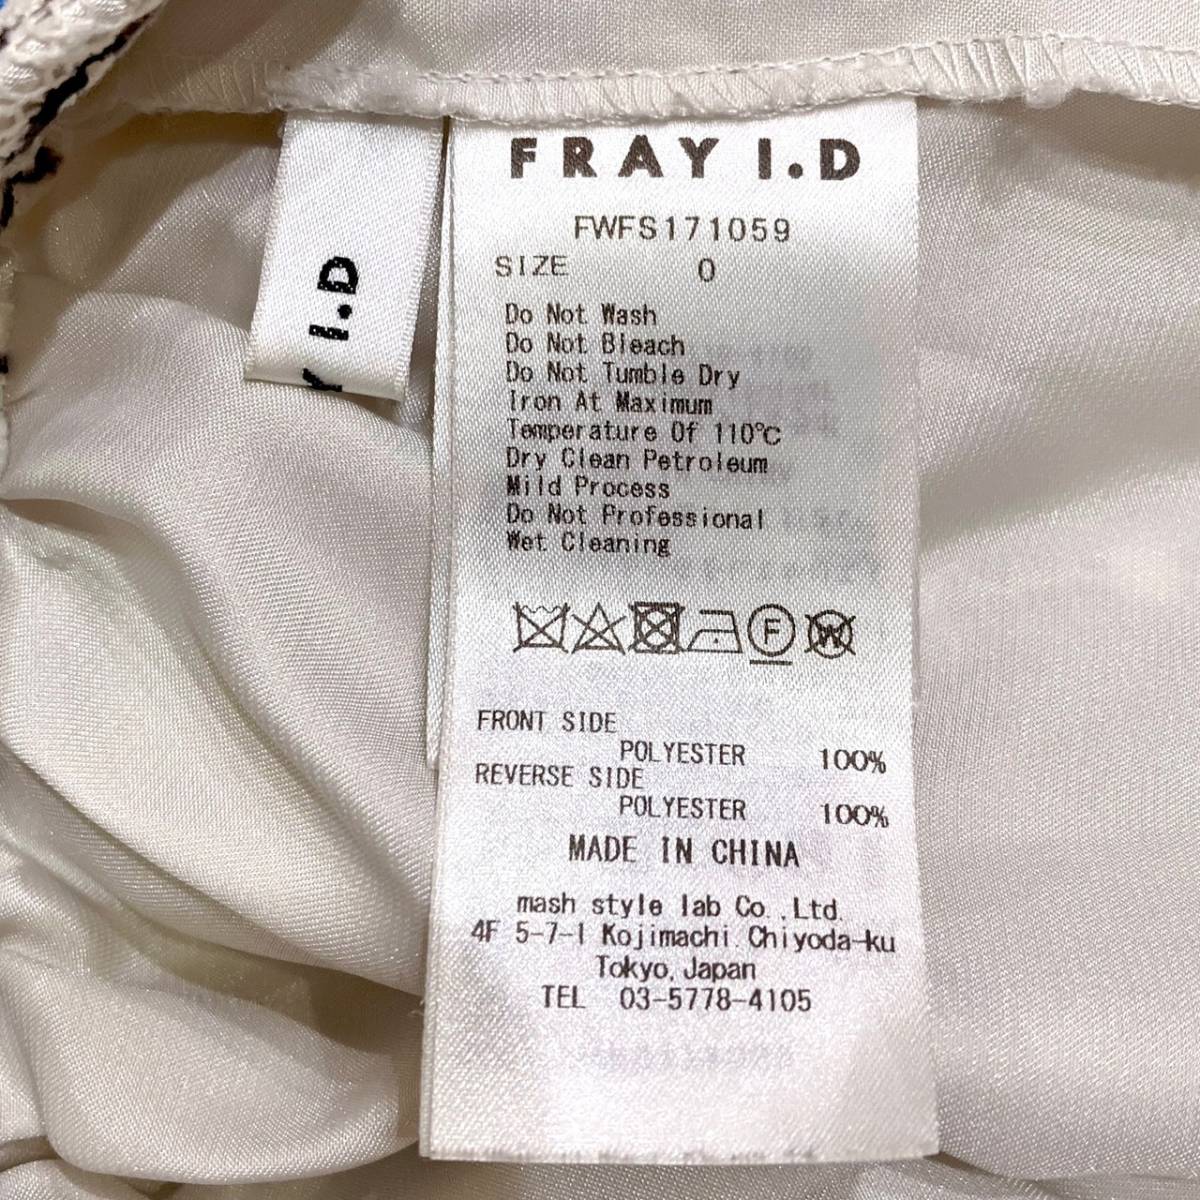 FRAY I.D
FWFS171059
SIZE 0
Do Not Wash
Do Not Bleach
Do Not Tumble Dry
Iron At Maximum
Temperature Of 110℃
Dry Clean Petroleum
Mild Process
Do Not Professional
Wet Cleaning
F W
FRONT SIDE
POLYESTER 100%
REVERSE SIDE
POLYESTER 100%
MADE IN CHINA
mash style lab Co.,Ltd.
4F 5-7-1 Kojimachi Chiyoda-ku
Tokyo, Japan
TEL 03-5778-4105
Y I.D